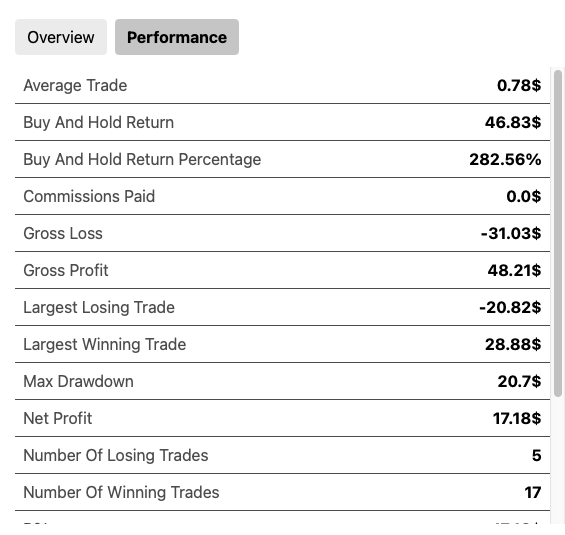 Overview Performance
Average Trade 0.78$
Buy And Hold Return 46.83$
Buy And Hold Return Percentage 282.56%
Commissions Paid 0.0$
Gross Loss -31.03$
Gross Profit 48.21$
Largest Losing Trade -20.82$
Largest Winning Trade 28.88$
Max Drawdown 20.7$
Net Profit 17.18$
Number Of Losing Trades 5
Number Of Winning Trades 17